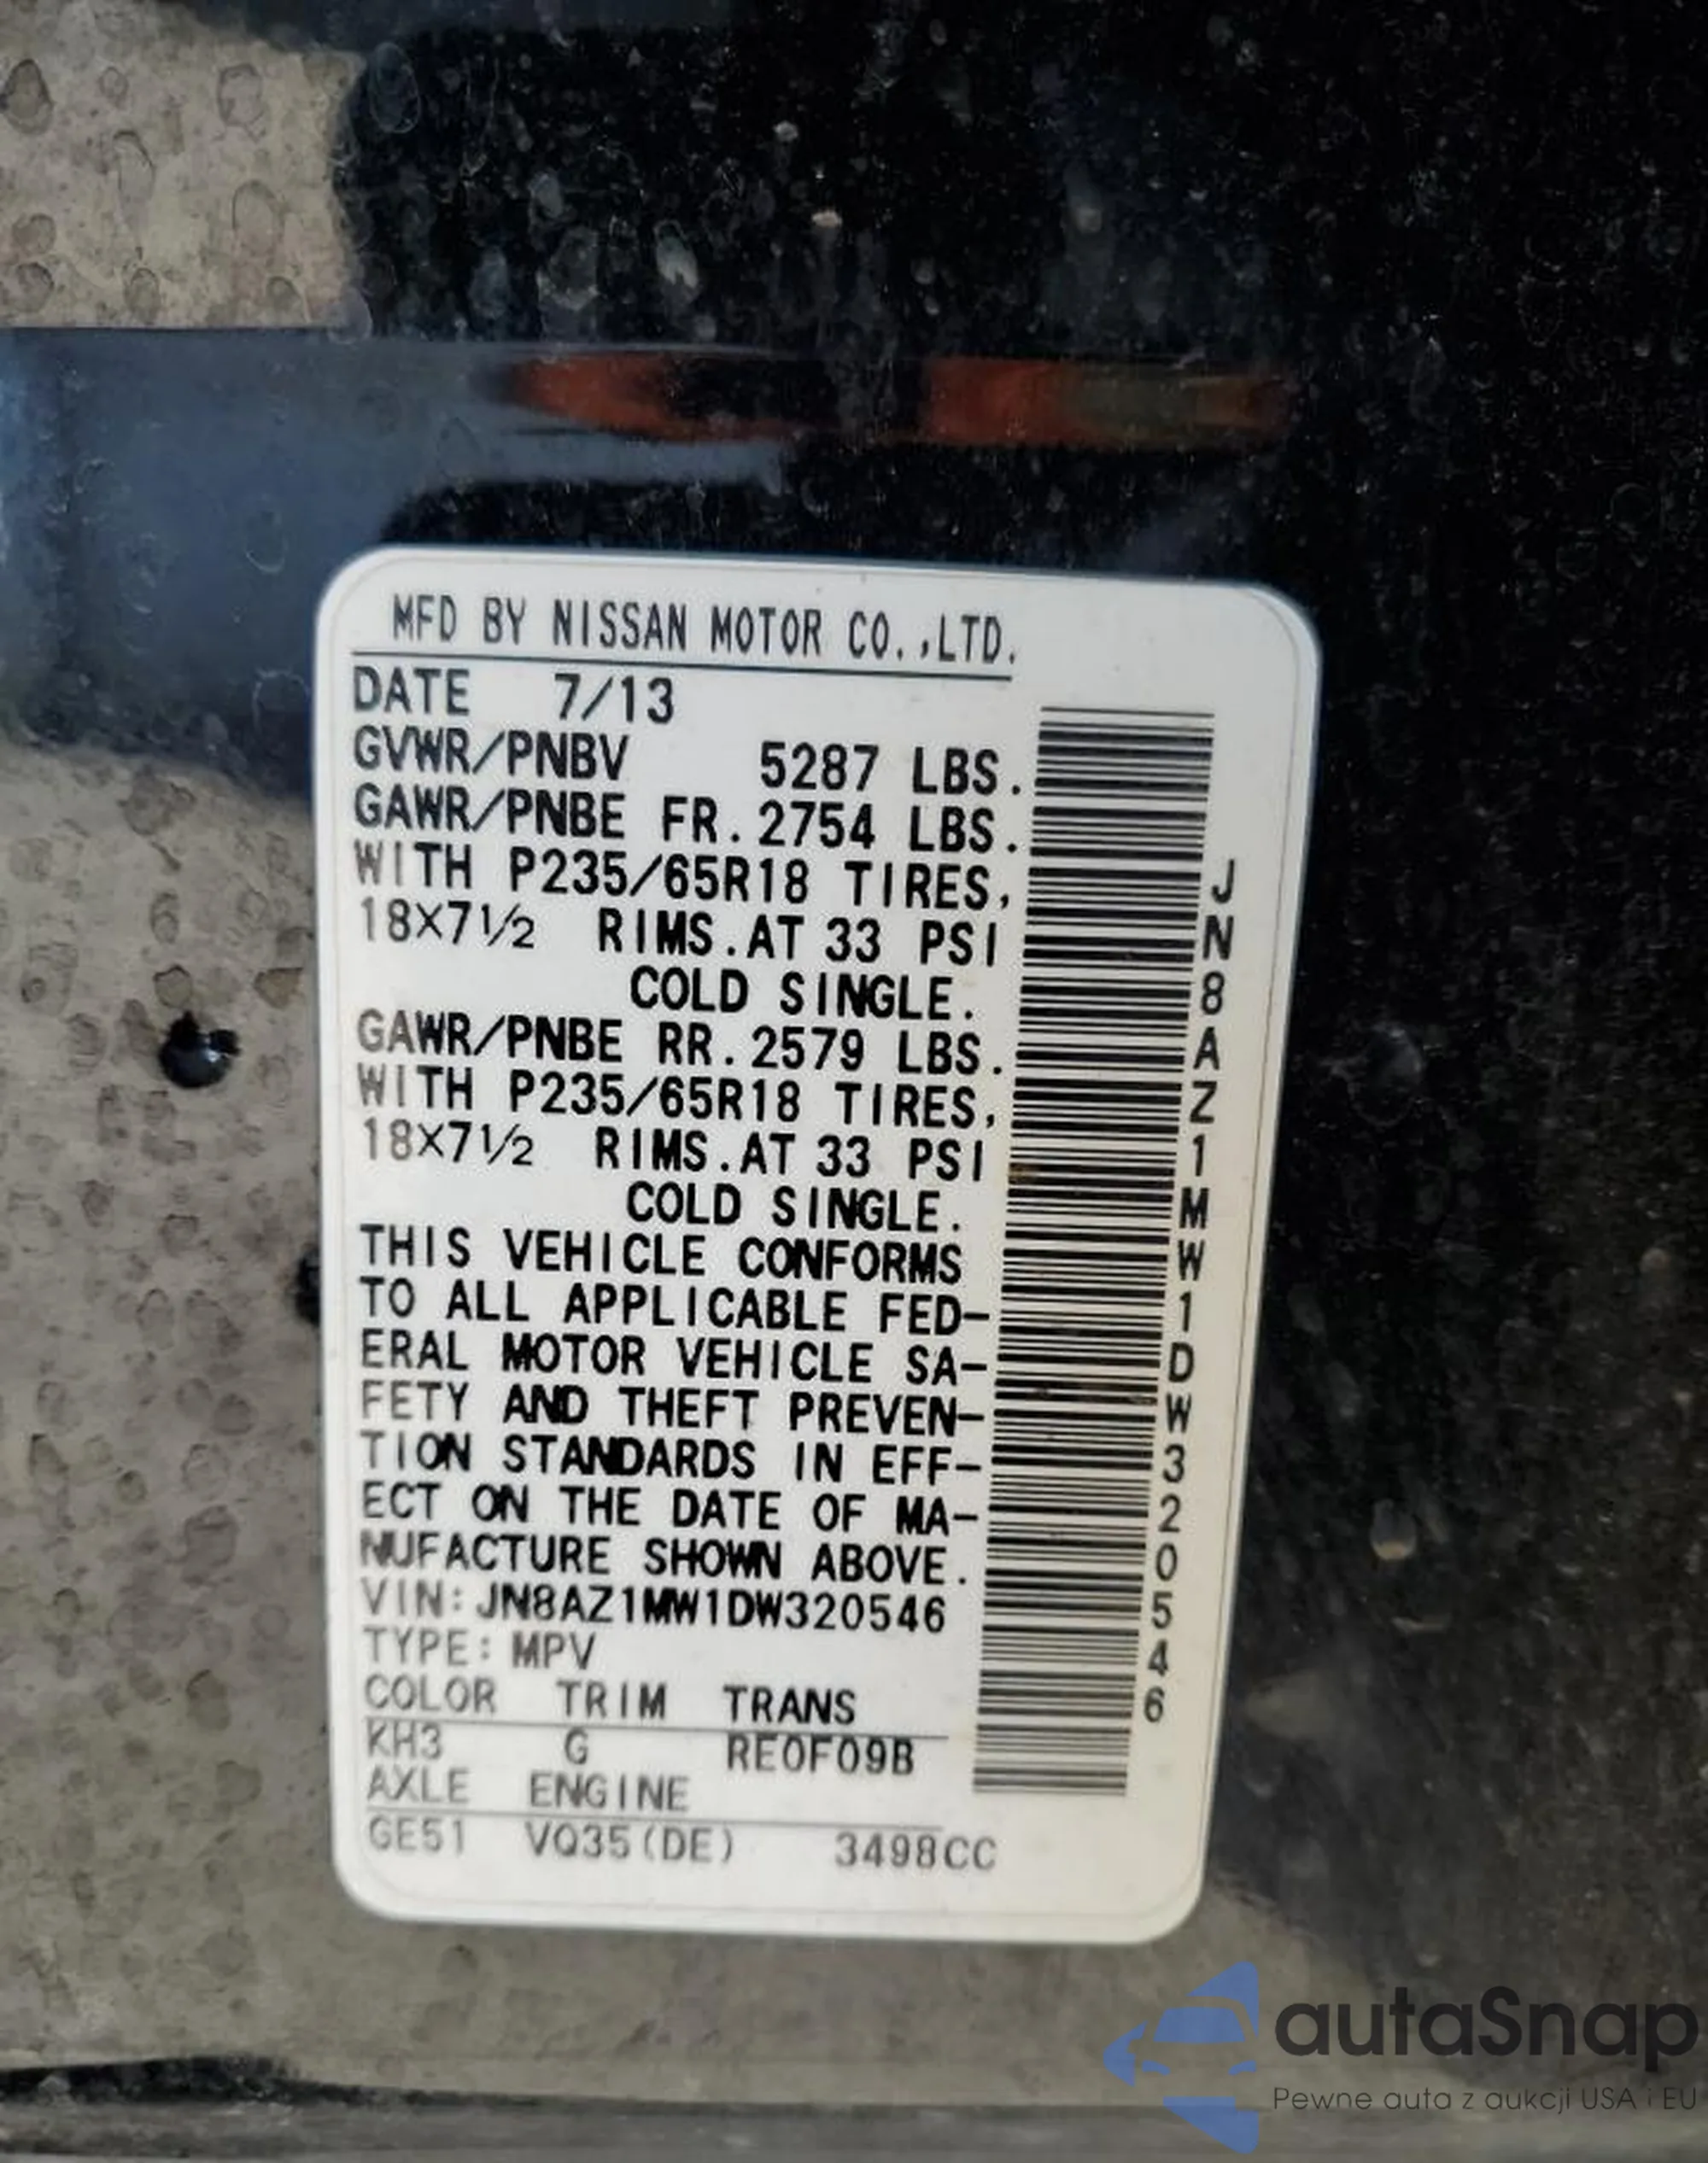 MFD BY NISSAN MOTOR CO.,LTD.
DATE 7/13
GVWR/PNBV 5287 LBS.
GAWR/PNBE FR.2754 LBS.
WITH P235/65R18 TIRES,
18X7½ RIMS.AT 33 PSI
COLD SINGLE.
GAWR/PNBE RR.2579 LBS.
WITH P235/65R18 TIRES,
18X7½ RIMS.AT 33 PSI
COLD SINGLE.
THIS VEHICLE CONFORMS
TO ALL APPLICABLE FED-
ERAL MOTOR VEHICLE SA-
FETY AND THEFT PREVEN-
TION STANDARDS IN EFF-
ECT ON THE DATE OF MA-
NUFACTURE SHOWN ABOVE.
VIN:JN8AZ1MW1DW320546
TYPE:MPV
COLOR TRIM TRANS
KH3 G RE0F09B
AXLE ENGINE
GE51 VQ35(DE) 3498CC
JN8AZ1MW1DW320546
autaSnap
Pewne auta z aukcji USA i EU